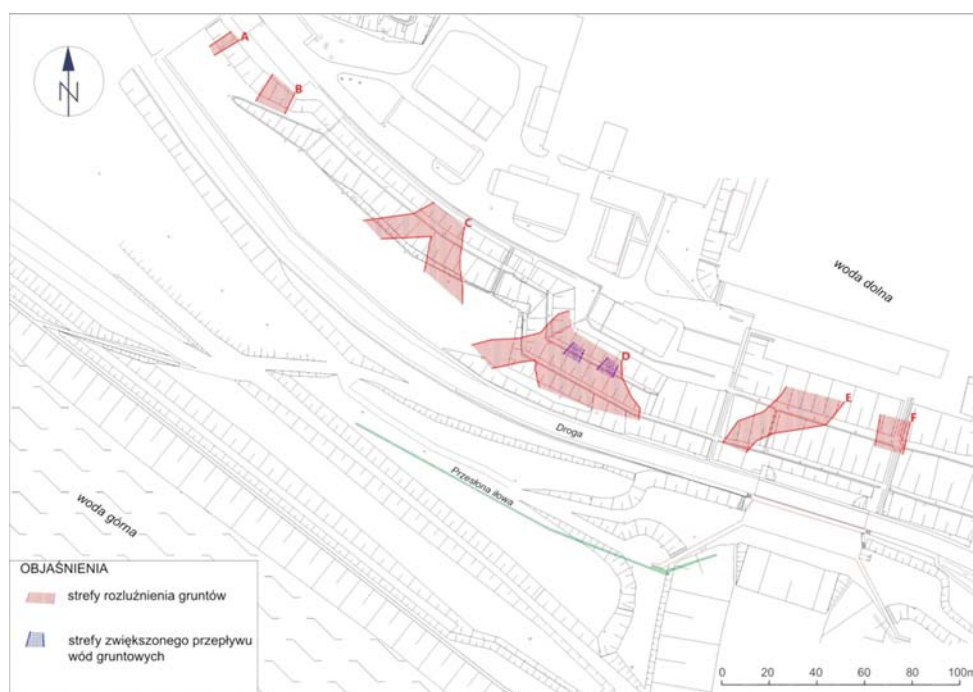 A
B
N
C
woda dolna
D
E
F
Droga
Przesłona iłowa
woda górna
OBJAŚNIENIA
strefy rozluźnienia gruntów
strefy zwiększonego przepływu
wód gruntowych
0 20 40 60 80 100m